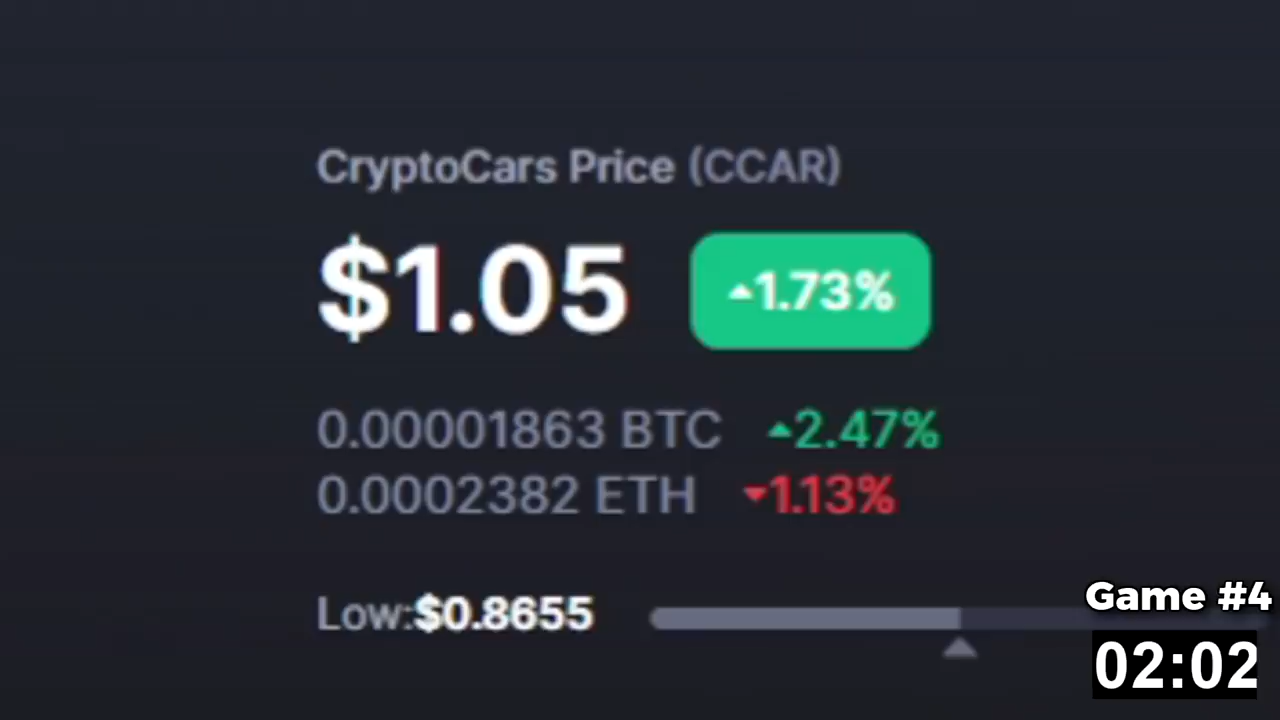 CryptoCars Price (CCAR)
$1.05 1.73%
0.00001863 BTC 2.47%
0.0002382 ETH 1.13%
Low:$0.8655
Game #4
02:02